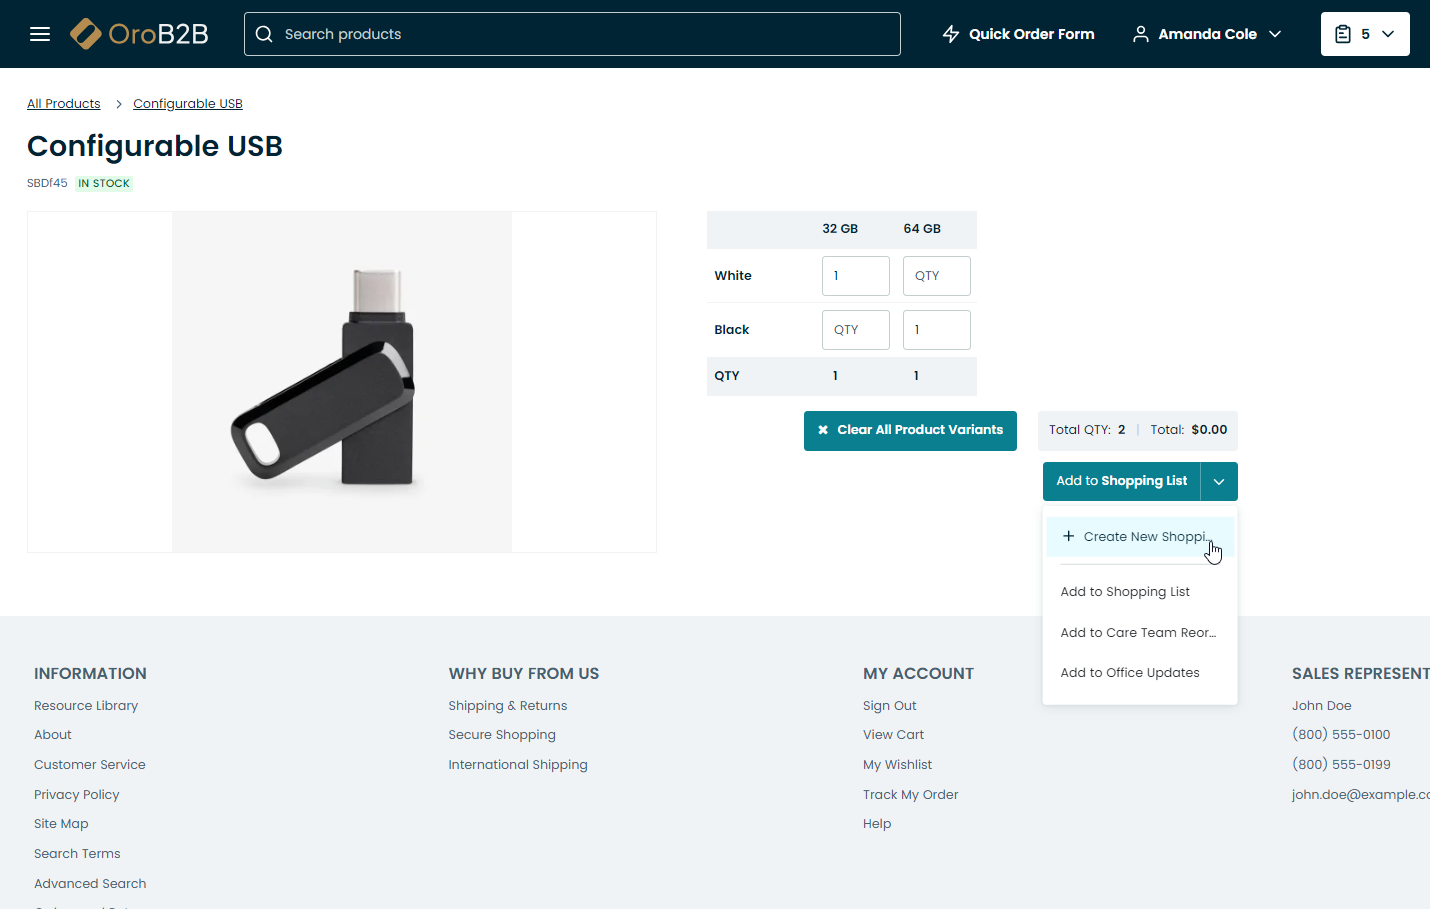 OroB2B
Search products
Quick Order Form
Amanda Cole
5
All Products
Configurable USB
Configurable USB
SBDf45 IN STOCK
32 GB 64 GB
White 1 QTY
Black QTY 1
QTY 1 1
Clear All Product Variants
Total QTY: 2 | Total: $0.00
Add to Shopping List
Create New Shoppi...
Add to Shopping List
Add to Care Team Reor...
Add to Office Updates
INFORMATION
Resource Library
About
Customer Service
Privacy Policy
Site Map
Search Terms
Advanced Search
WHY BUY FROM US
Shipping & Returns
Secure Shopping
International Shipping
MY ACCOUNT
Sign Out
View Cart
My Wishlist
Track My Order
Help
SALES REPRESENT
John Doe
(800) 555-0100
(800) 555-0199
john.doe@example.co